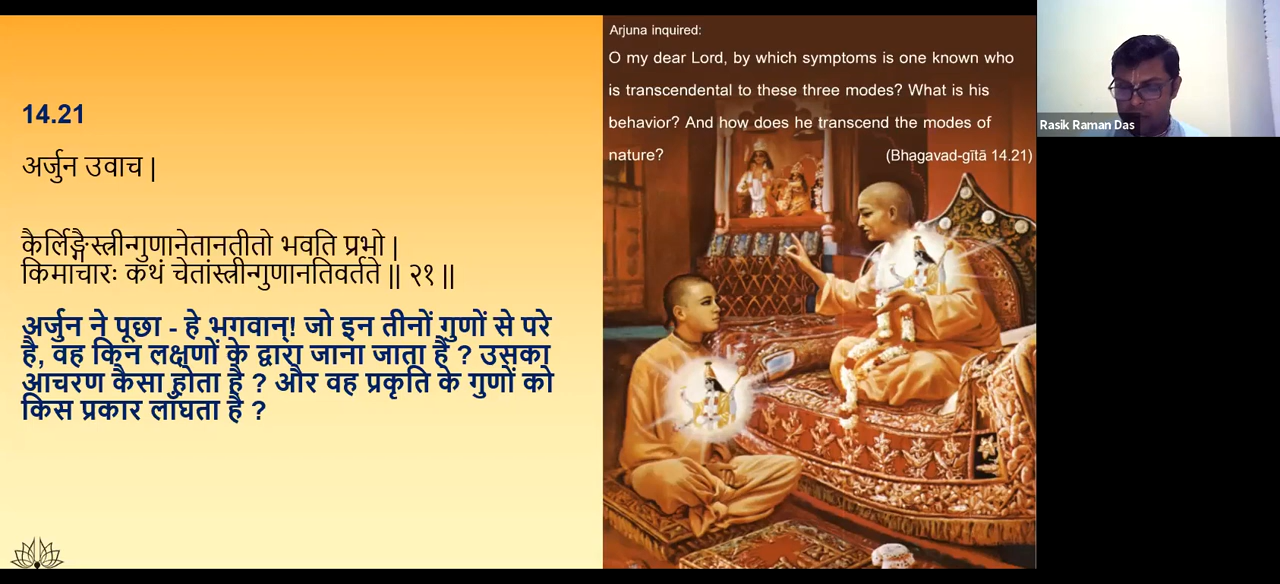 14.21
अर्जुन उवाच |
कैर्लिङ्गैस्त्रीन्गुणानेतानतीतो भवति प्रभो |
किमाचारः कथं चेतांस्त्रीन्गुणानतिवर्तते || २१ ||
अर्जुन ने पूछा - हे भगवान्! जो इन तीनों गुणों से परे
है, वह किन लक्षणों के द्वारा जाना जाता है ? उसका
आचरण कैसा होता है ? और वह प्रकृति के गुणों को
किस प्रकार लाँघता है ?
Arjuna inquired:
O my dear Lord, by which symptoms is one known who
is transcendental to these three modes? What is his
behavior? And how does he transcend the modes of
nature? (Bhagavad-gītā 14.21)
Rasik Raman Das